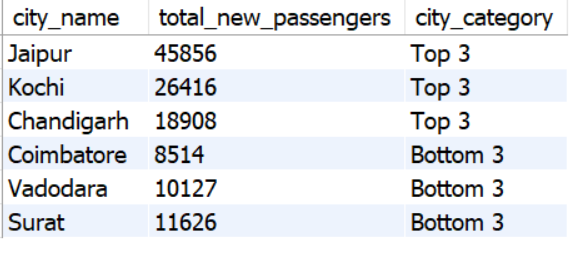 city_name total_new_passengers city_category
Jaipur 45856 Top 3
Kochi 26416 Top 3
Chandigarh 18908 Top 3
Coimbatore 8514 Bottom 3
Vadodara 10127 Bottom 3
Surat 11626 Bottom 3